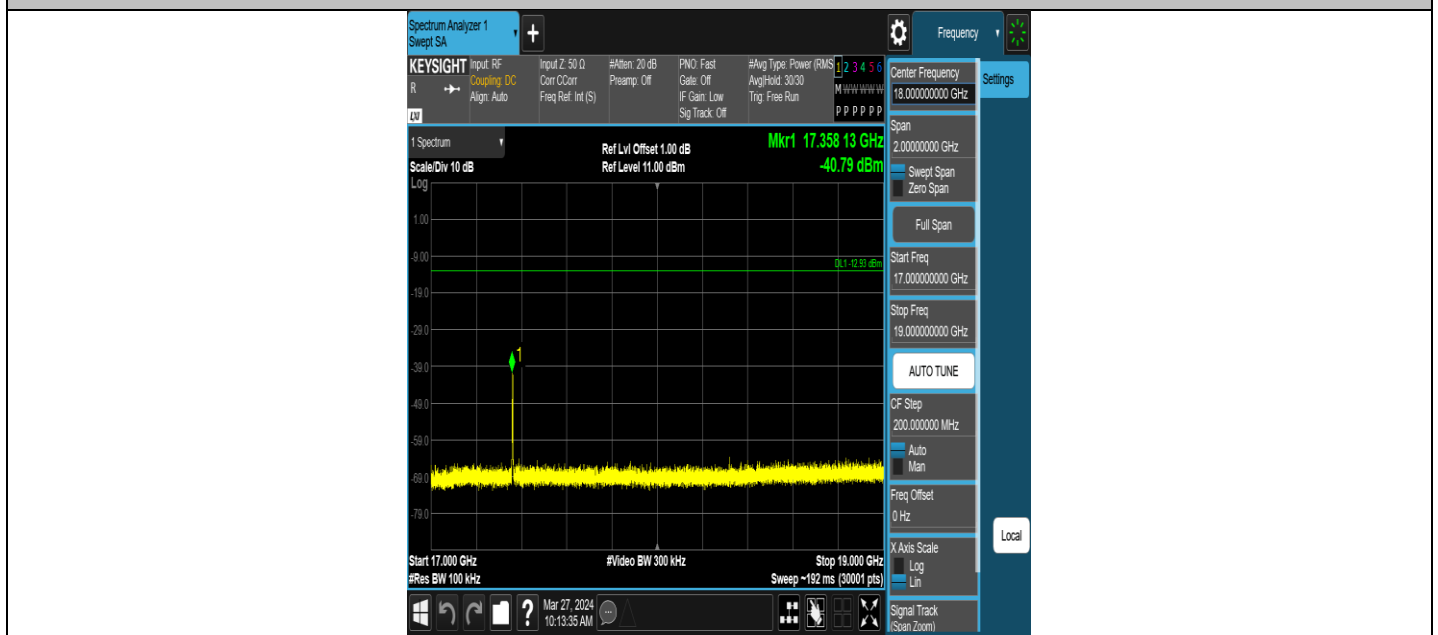 Spectrum Analyzer 1
Swept SA
+
Frequency
KEYSIGHT
R
LXI
Input: RF
Coupling: DC
Align: Auto
Input Z: 50 Ω
Corr CCorr
Freq Ref: Int (S)
#Atten: 20 dB
Preamp: Off
PNO: Fast
Gate: Off
IF Gain: Low
Sig Track: Off
#Avg Type: Power (RMS
Avg|Hold: 30/30
Trig: Free Run
1 2 3 4 5 6
M W W W W W
P P P P P P
1 Spectrum
Scale/Div 10 dB
Log
Ref Lvl Offset 1.00 dB
Ref Level 11.00 dBm
Mkr1 17.358 13 GHz
-40.79 dBm
1.00
-9.00
DL1 -12.93 dBm
-19.0
-29.0
1
-39.0
-49.0
-59.0
-69.0
-79.0
Start 17.000 GHz
#Video BW 300 kHz
Stop 19.000 GHz
#Res BW 100 kHz
Sweep ~192 ms (30001 pts)
Center Frequency
18.000000000 GHz
Settings
Span
2.00000000 GHz
Swept Span
Zero Span
Full Span
Start Freq
17.000000000 GHz
Stop Freq
19.000000000 GHz
AUTO TUNE
CF Step
200.000000 MHz
Auto
Man
Freq Offset
0 Hz
X Axis Scale
Log
Lin
Local
Signal Track
(Span Zoom)
?
Mar 27, 2024
10:13:35 AM